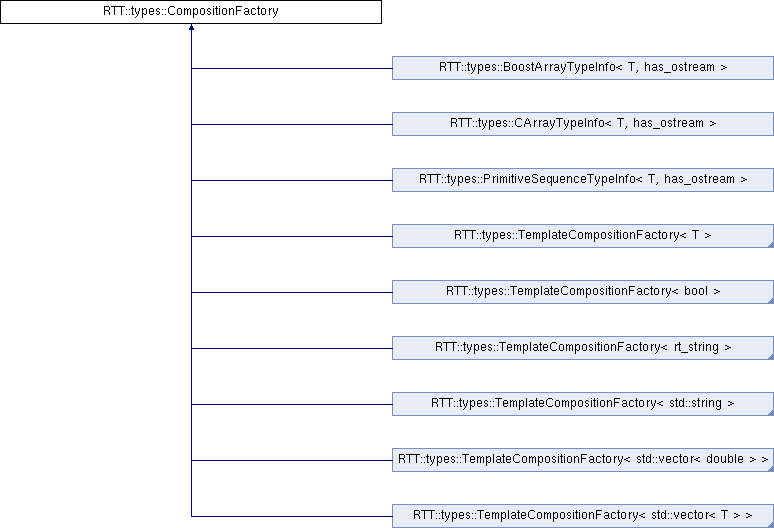 RTT::types::CompositionFactory
RTT::types::BoostArrayTypeInfo< T, has_ostream >
RTT::types::CArrayTypeInfo< T, has_ostream >
RTT::types::PrimitiveSequenceTypeInfo< T, has_ostream >
RTT::types::TemplateCompositionFactory< T >
RTT::types::TemplateCompositionFactory< bool >
RTT::types::TemplateCompositionFactory< rt_string >
RTT::types::TemplateCompositionFactory< std::string >
RTT::types::TemplateCompositionFactory< std::vector< double > >
RTT::types::TemplateCompositionFactory< std::vector< T > >